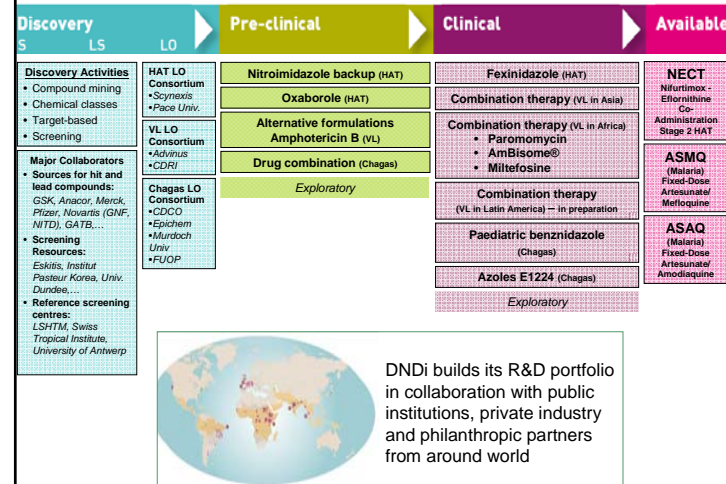 Discovery
S LS LO
Pre-clinical
Clinical
Available
Discovery Activities
• Compound mining
• Chemical classes
• Target-based
• Screening
Major Collaborators
• Sources for hit and
lead compounds:
GSK, Anacor, Merck,
Pfizer, Novartis (GNF,
NITD), GATB,…
• Screening
Resources:
Eskitis, Institut
Pasteur Korea, Univ.
Dundee,…
• Reference screening
centres:
LSHTM, Swiss
Tropical Institute,
University of Antwerp
HAT LO
Consortium
▪Scynexis
▪Pace Univ.
VL LO
Consortium
▪Advinus
▪CDRI
Chagas LO
Consortium
▪CDCO
▪Epichem
▪Murdoch
Univ
▪FUOP
Nitroimidazole backup (HAT)
Oxaborole (HAT)
Alternative formulations
Amphotericin B (VL)
Drug combination (Chagas)
Exploratory
Fexinidazole (HAT)
Combination therapy (VL in Asia)
Combination therapy (VL in Africa)
• Paromomycin
• AmBisome®
• Miltefosine
Combination therapy
(VL in Latin America) – in preparation
Paediatric benznidazole
(Chagas)
Azoles E1224 (Chagas)
Exploratory
NECT
Nifurtimox -
Eflornithine
Co-
Administration
Stage 2 HAT
ASMQ
(Malaria)
Fixed-Dose
Artesunate/
Mefloquine
ASAQ
(Malaria)
Fixed-Dose
Artesunate/
Amodiaquine
DNDi builds its R&D portfolio
in collaboration with public
institutions, private industry
and philanthropic partners
from around world